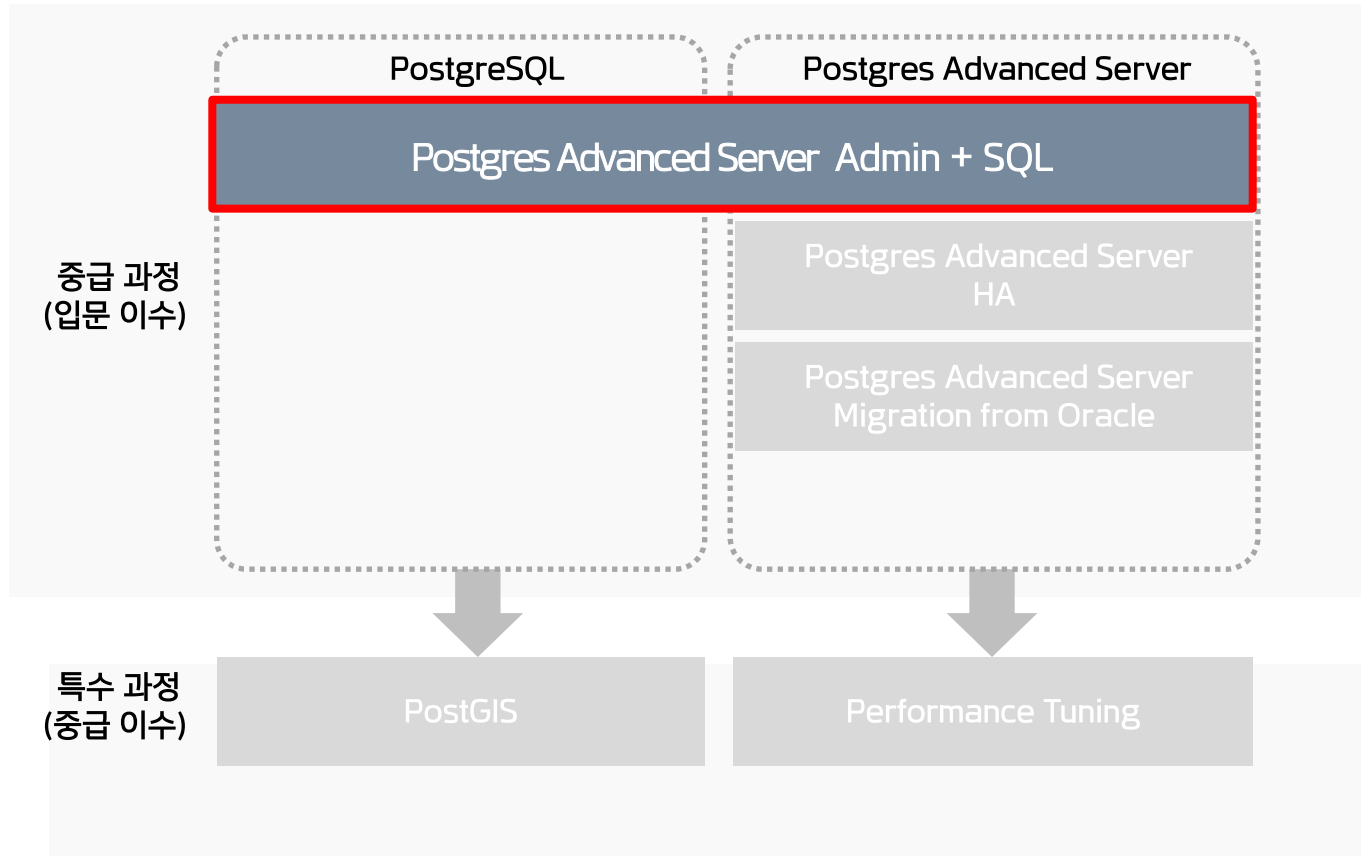 PostgreSQL
Postgres Advanced Server
Postgres Advanced Server Admin + SQL
중급 과정
(입문 이수)
Postgres Advanced Server
HA
Postgres Advanced Server
Migration from Oracle
특수 과정
(중급 이수)
PostGIS
Performance Tuning